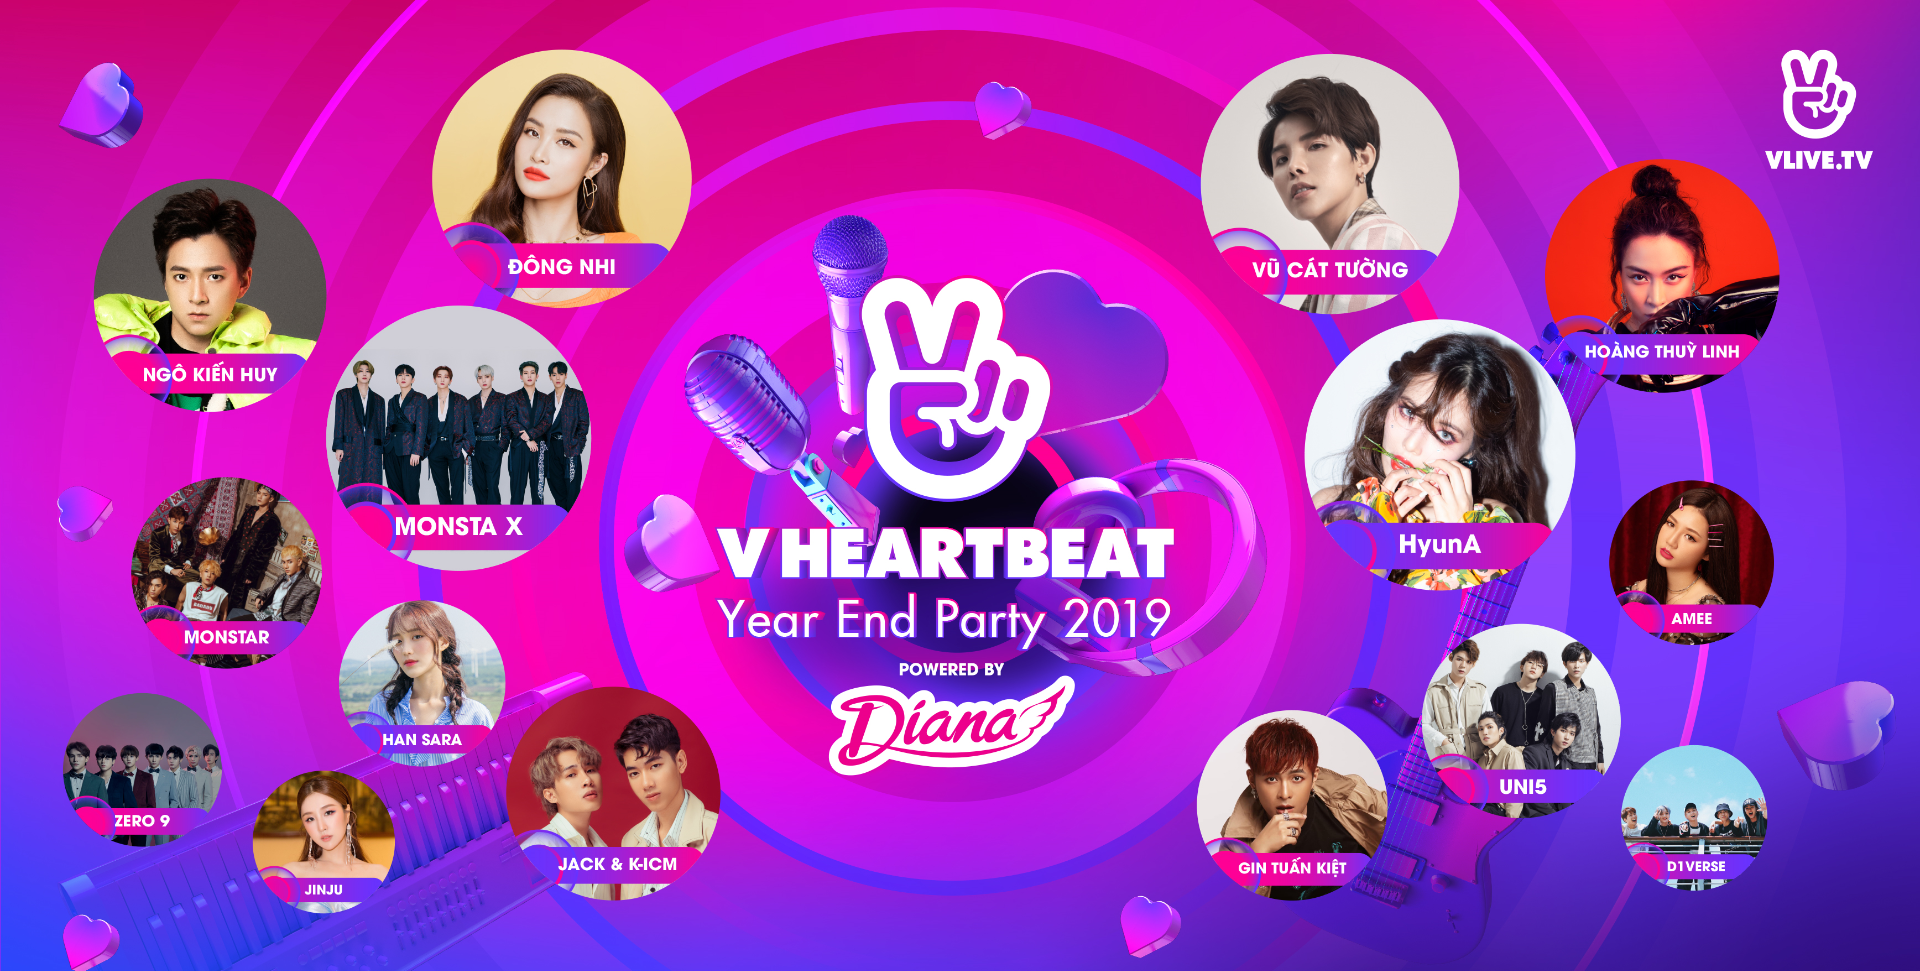 VLIVE.TV
ĐÔNG NHI
VŨ CÁT TƯỜNG
NGÔ KIẾN HUY
HOÀNG THUỲ LINH
MONSTA X
HyunA
V HEARTBEAT
Year End Party 2019
POWERED BY
Diana
MONSTAR
AMEE
HAN SARA
UNI5
ZERO 9
JACK & K-ICM
GIN TUẤN KIỆT
D1VERSE
JINJU